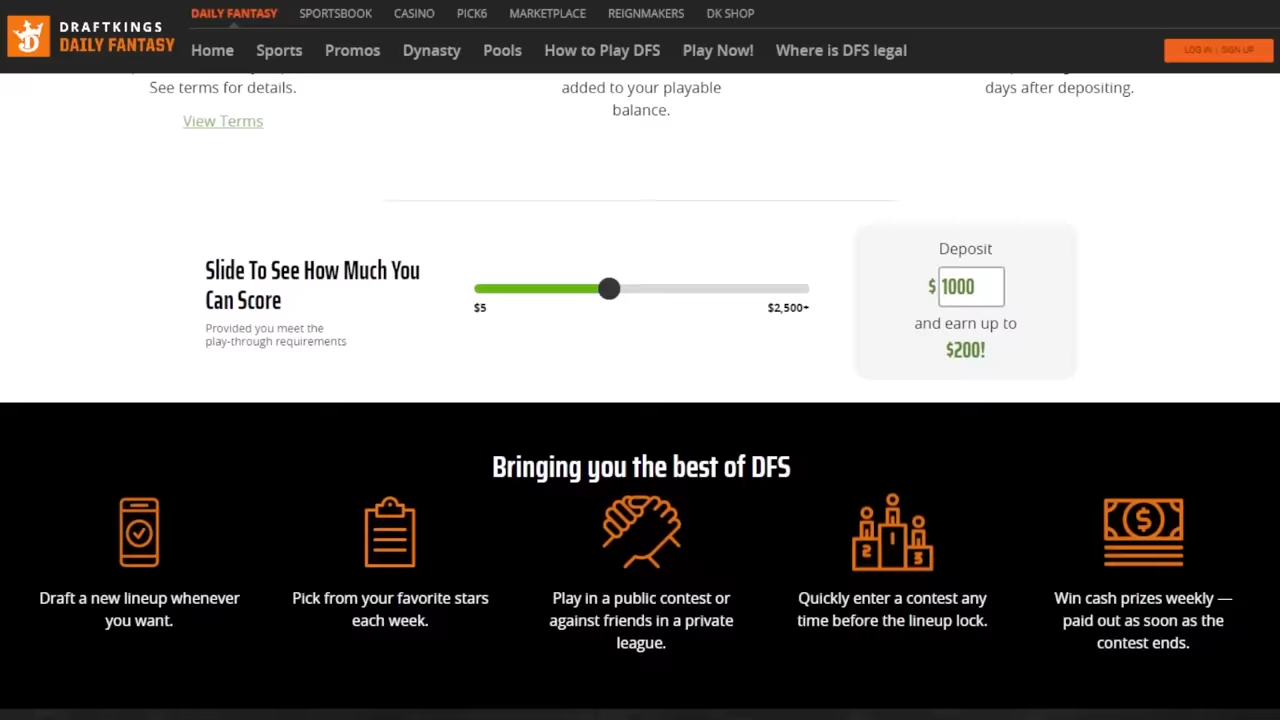 DRAFTKINGS
DAILY FANTASY
DAILY FANTASY SPORTSBOOK CASINO PICK6 MARKETPLACE REIGNMAKERS DK SHOP
Home Sports Promos Dynasty Pools How to Play DFS Play Now! Where is DFS legal
LOG IN | SIGN UP
See terms for details.
View Terms
added to your playable
balance.
days after depositing.
Slide To See How Much You
Can Score
Provided you meet the
play-through requirements
$5
$2,500+
Deposit
$ 1000
and earn up to
$200!
Bringing you the best of DFS
Draft a new lineup whenever
you want.
Pick from your favorite stars
each week.
Play in a public contest or
against friends in a private
league.
2 1 3
Quickly enter a contest any
time before the lineup lock.
$
Win cash prizes weekly —
paid out as soon as the
contest ends.